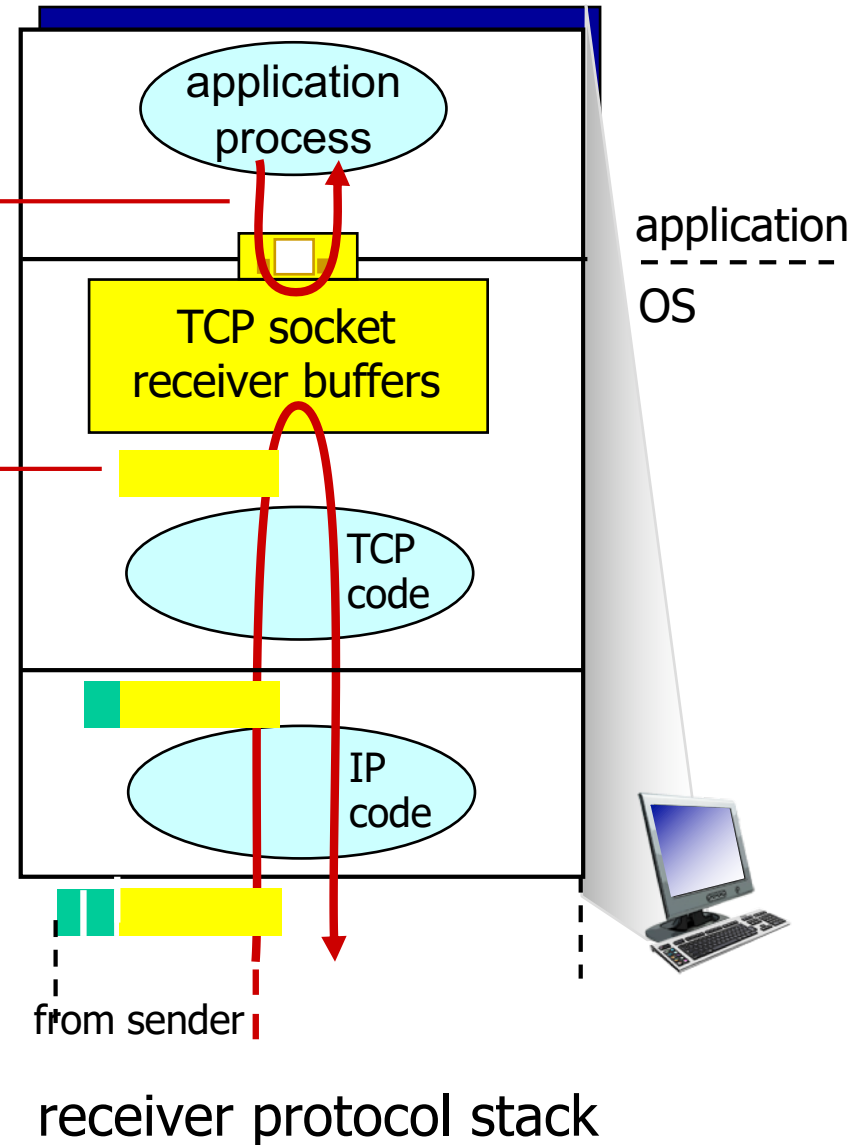 application
process
application
OS
TCP socket
receiver buffers
TCP
code
IP
code
from sender
receiver protocol stack